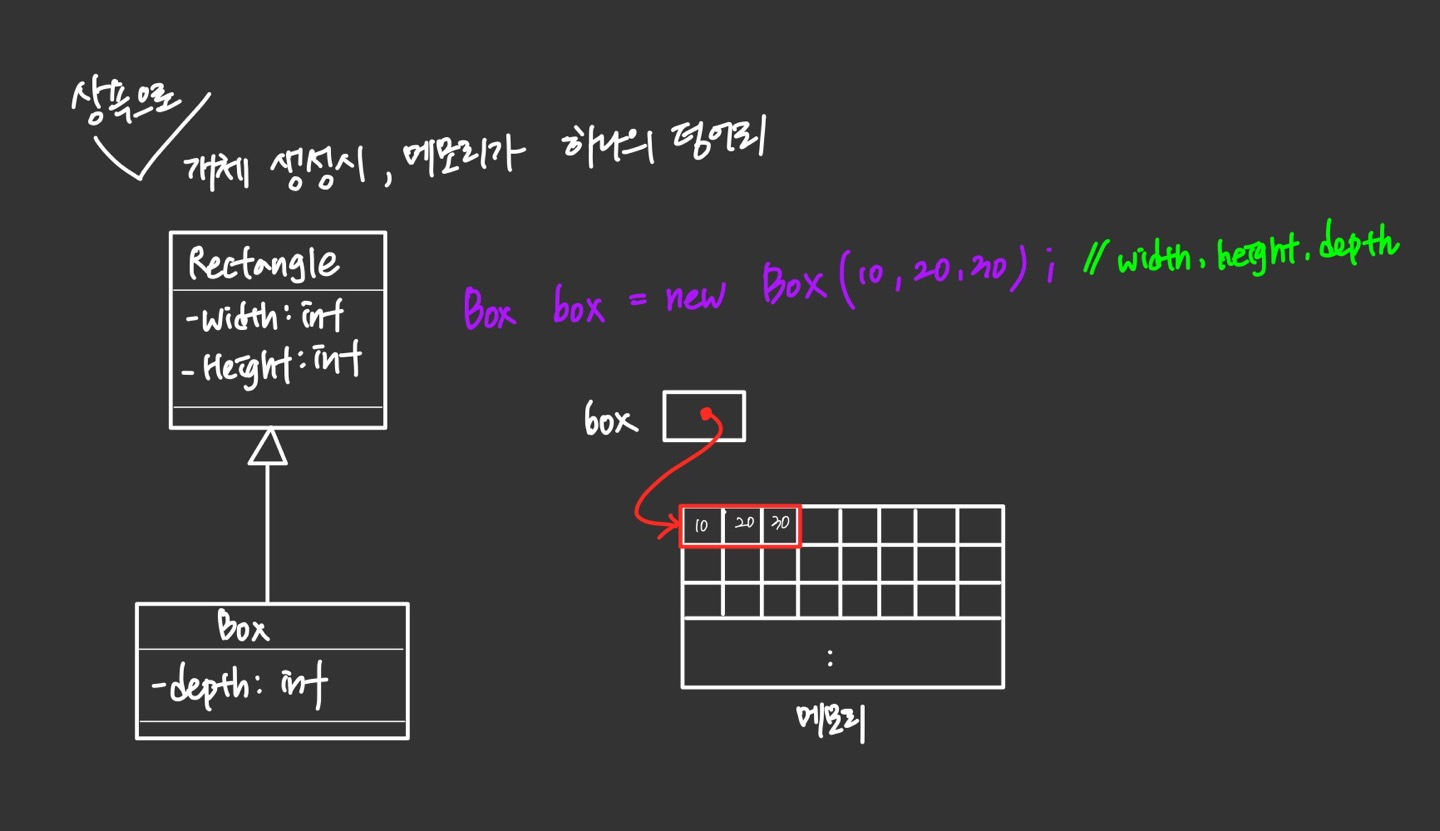 상속으로
개체 생성시, 메모리가 하나의 덩어리
Rectangle
-width: int
- Height: int
Box box = new Box(10, 20, 30); // width, height, depth
box
10 20 30
:
메모리
Box
-depth: int